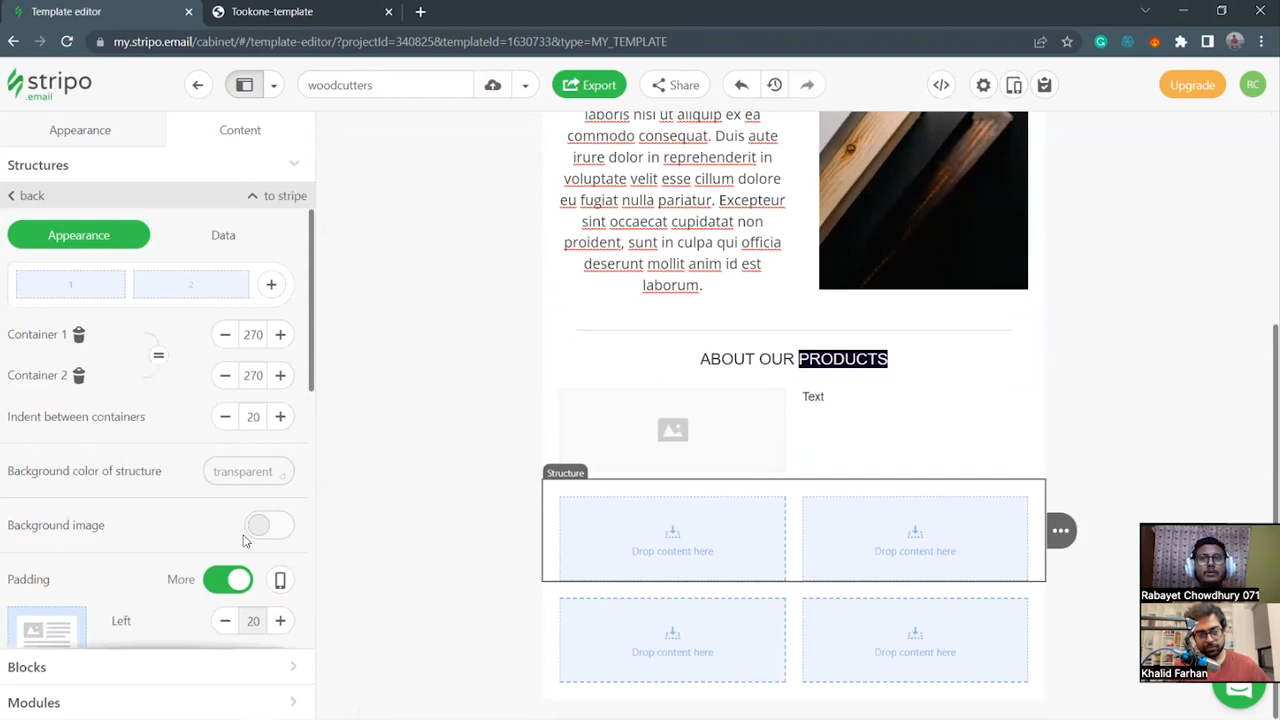 Template editor
Tookone-template
my.stripo.email/cabinet/#/template-editor/?projectId=340825&templateId=1630733&type=MY_TEMPLATE
stripo
.email
woodcutters
Export
Share
Upgrade
RC
Appearance
Content
Structures
back
to stripe
Appearance
Data
1
2
Container 1
270
Container 2
270
Indent between containers
20
Background color of structure
transparent
Background image
Padding
More
Left
20
Blocks
Modules
laboris nisi ut aliquip ex ea
commodo consequat. Duis aute
irure dolor in reprehenderit in
voluptate velit esse cillum dolore
eu fugiat nulla pariatur. Excepteur
sint occaecat cupidatat non
proident, sunt in culpa qui officia
deserunt mollit anim id est
laborum.
ABOUT OUR PRODUCTS
Text
Structure
Drop content here
Drop content here
Drop content here
Drop content here
Rabayet Chowdhury 071
Khalid Farhan